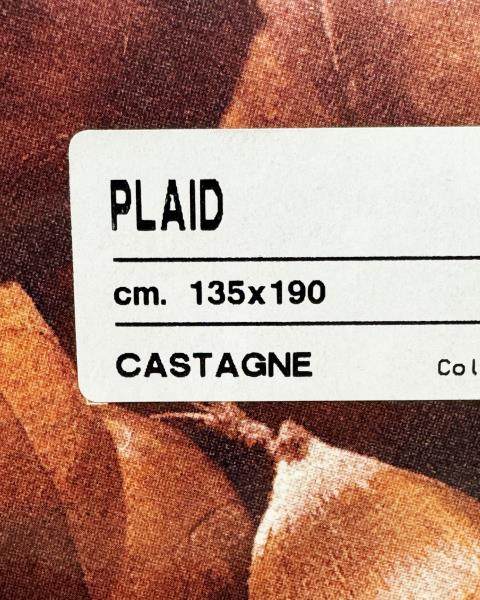 PLAID
cm. 135x190
CASTAGNE Col